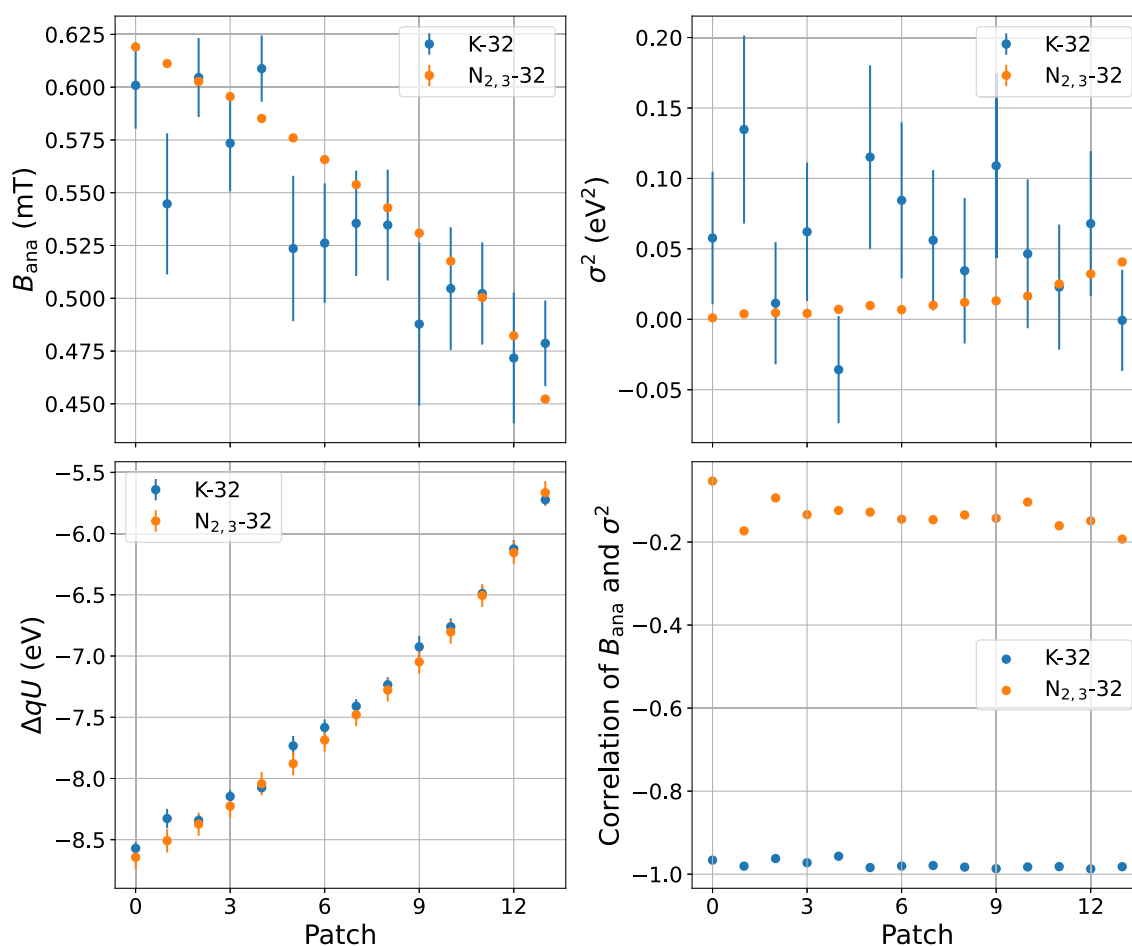 0.625
0.600
0.575
0.550
0.525
0.500
0.475
0.450
B_ana (mT)
K-32
N_2,3-32
0.20
0.15
0.10
0.05
0.00
−0.05
σ² (eV²)
K-32
N_2,3-32
−5.5
−6.0
−6.5
−7.0
−7.5
−8.0
−8.5
ΔqU (eV)
K-32
N_2,3-32
0 3 6 9 12
Patch
−0.2
−0.4
−0.6
−0.8
−1.0
Correlation of B_ana and σ²
K-32
N_2,3-32
0 3 6 9 12
Patch